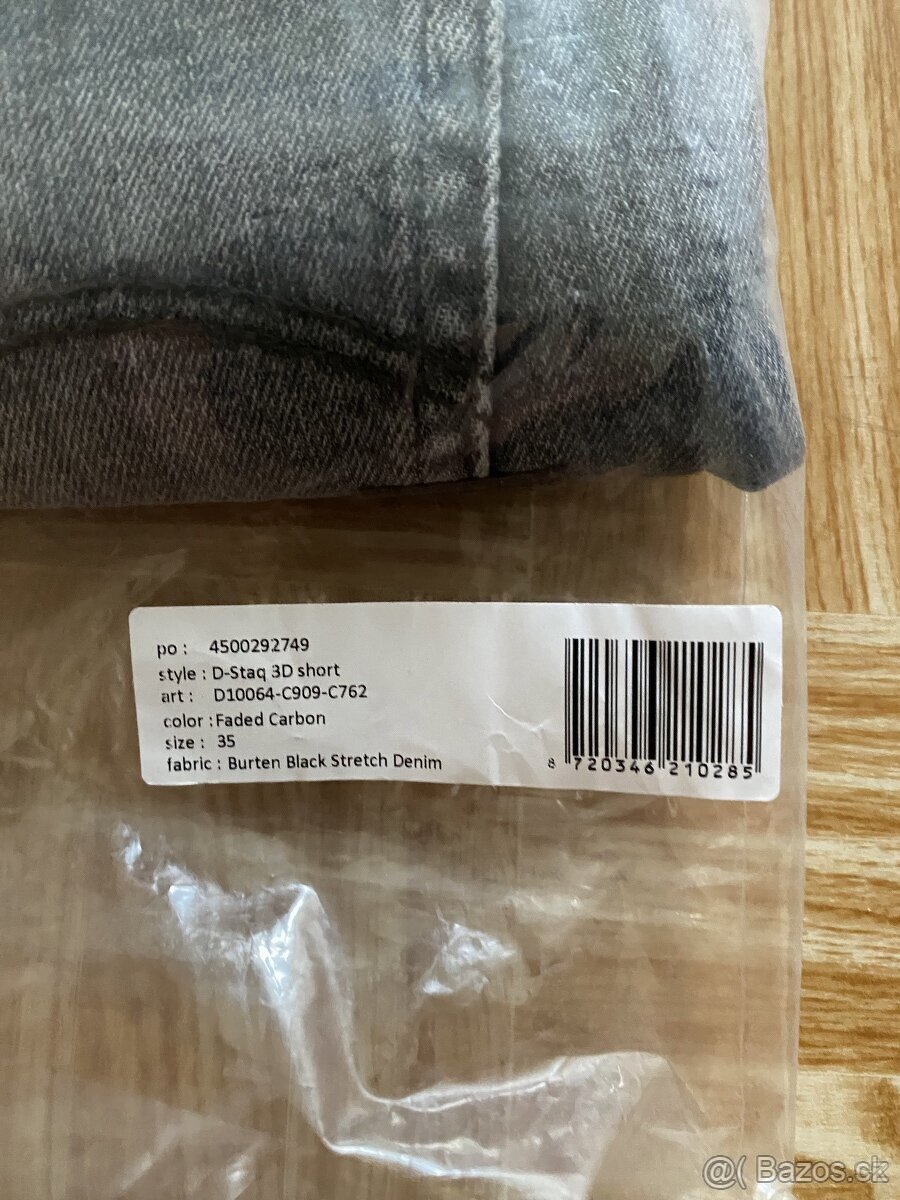 po : 4500292749
style : D-Staq 3D short
art : D10064-C909-C762
color : Faded Carbon
size : 35
fabric : Burten Black Stretch Denim
8 720346 210285
@( Bazos.sk